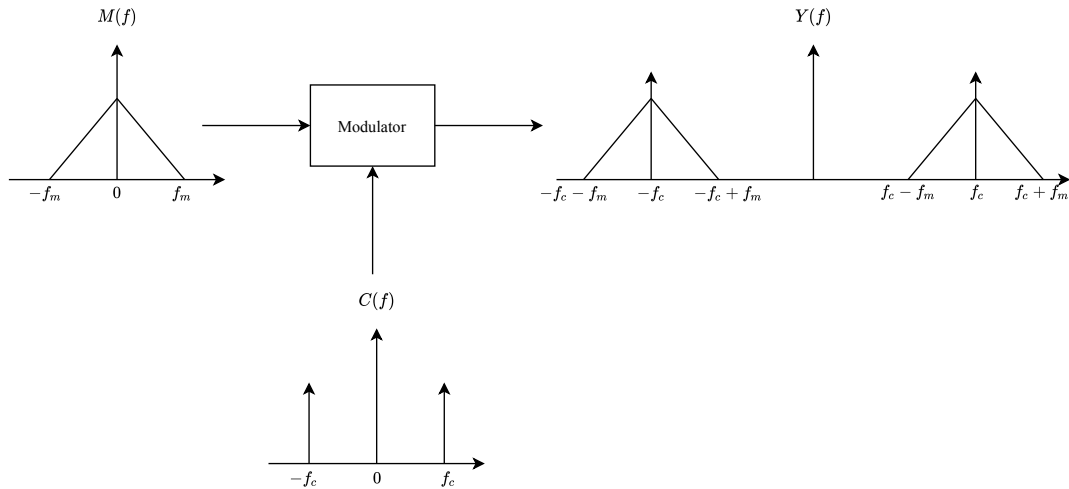 M(f)
Y(f)
Modulator
−f_m 0 f_m
−f_c − f_m −f_c −f_c + f_m f_c − f_m f_c f_c + f_m
C(f)
−f_c 0 f_c